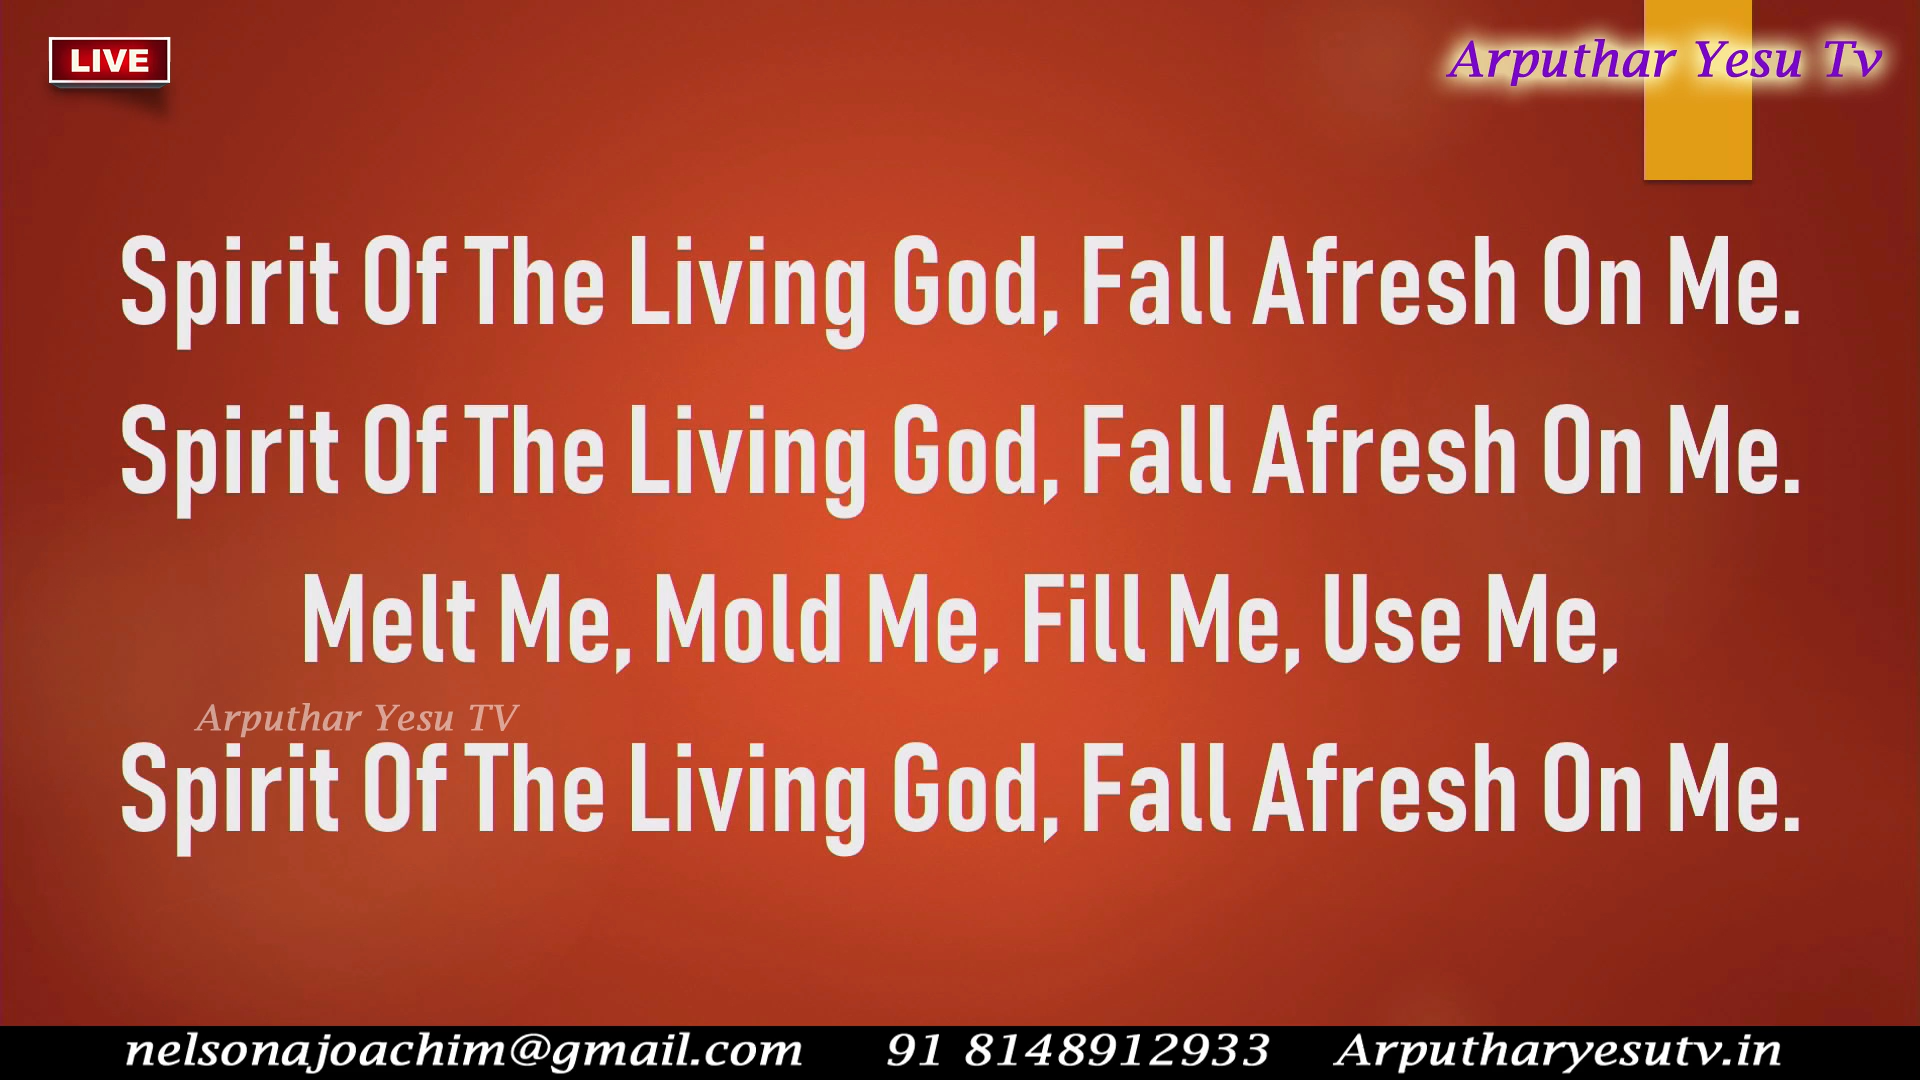 LIVE
Arputhar Yesu Tv
Spirit Of The Living God, Fall Afresh On Me.
Spirit Of The Living God, Fall Afresh On Me.
Melt Me, Mold Me, Fill Me, Use Me,
Arputhar Yesu TV
Spirit Of The Living God, Fall Afresh On Me.
nelsonajoachim@gmail.com 91 8148912933 Arputharyesutv.in